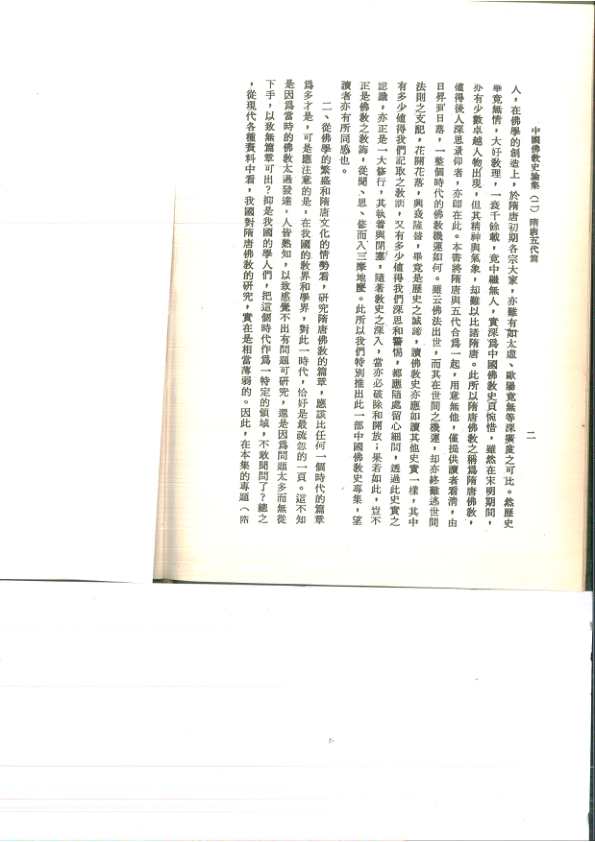 中國佛教史論集(二)隋唐五代篇
二
人,在佛學的創造上,於隋唐初期各宗大家,亦難有如太虛、歐陽竟無等深廣度之可比。然歷史
畢竟無情,大好教理,一衰千餘載,竟中繼無人,實深爲中國佛教史頁惋惜,雖然在宋明期間,
亦有少數卓越人物出現,但其精神與氣象,却難以比諸隋唐。此所以隋唐佛教之稱爲隋唐佛教,
值得後人深思景仰者,亦卽在此。本書將隋唐與五代合爲一起,用意無他,僅提供讀者看清,由
日昇到日落,一整個時代的佛教機運如何。雖云佛法出世,而其在世間之機運,却亦終難逃世間
法則之支配,花開花落,興衰隆替,畢竟是歷史之誠諦,讀佛教史亦應如讀其他史實一樣,其中
有多少值得我們記取之教訓,又有多少値得我們深思和警惕,都應隨處留心細問,透過此史實之
認識,亦正是一大修行,其執着與閉塞,隨著教史之深入,當亦必破除和開放;果若如此,豈不
正是佛教之教誨,從聞、思、修而入三摩地麼。此所以我們特別推出此一部中國佛教史專集,望
讀者亦有所同感也。
二、從佛學的繁盛和隋唐文化的情勢看,硏究隋唐佛教的篇章,應該比任何一個時代的篇章
爲多才是,可是應注意的是,在我國的教界和學界,對此一時代,恰好是最疏忽的一頁。這不知
是因爲當時的佛教太過發達,人皆熟知,以致感覺不出有問題可硏究,還是因爲問題太多而無從
下手,以致無篇章可出?抑是我國的學人們,把這個時代作爲一特定的領域,不敢聞問了?總之
,從現代各種資料中看,我國對隋唐佛教的硏究,實在是相當薄弱的。因此,在本集的專題(隋